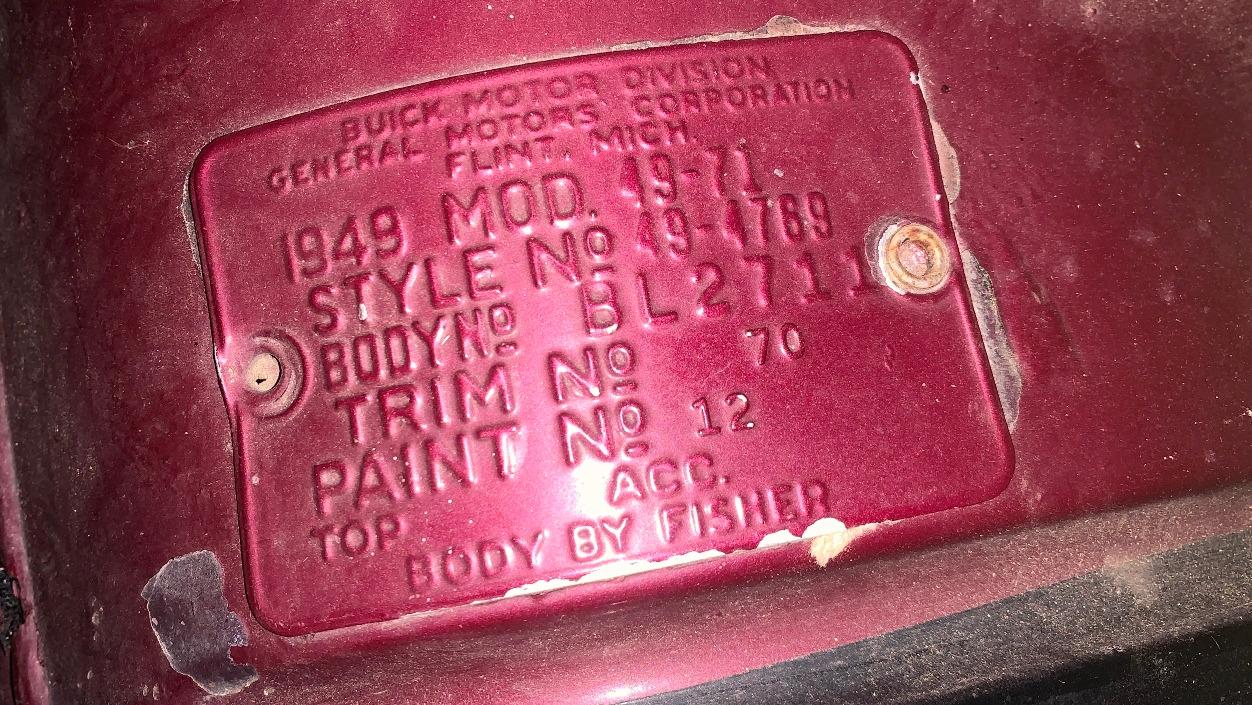 BUICK MOTOR DIVISION
GENERAL MOTORS CORPORATION
FLINT, MICH.
1949 MOD. 49-71
STYLE No 49-4769
BODY No BL2711
TRIM No 70
PAINT No 12
TOP ACC.
BODY BY FISHER